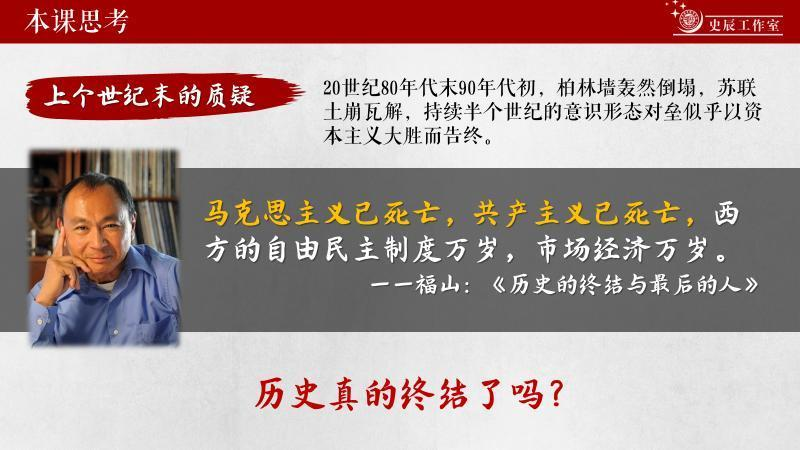 本课思考
史辰工作室
上个世纪末的质疑
20世纪80年代末90年代初，柏林墙轰然倒塌，苏联
土崩瓦解，持续半个世纪的意识形态对垒似乎以资
本主义大胜而告终。
马克思主义已死亡，共产主义已死亡，西
方的自由民主制度万岁，市场经济万岁。
——福山：《历史的终结与最后的人》
历史真的终结了吗？